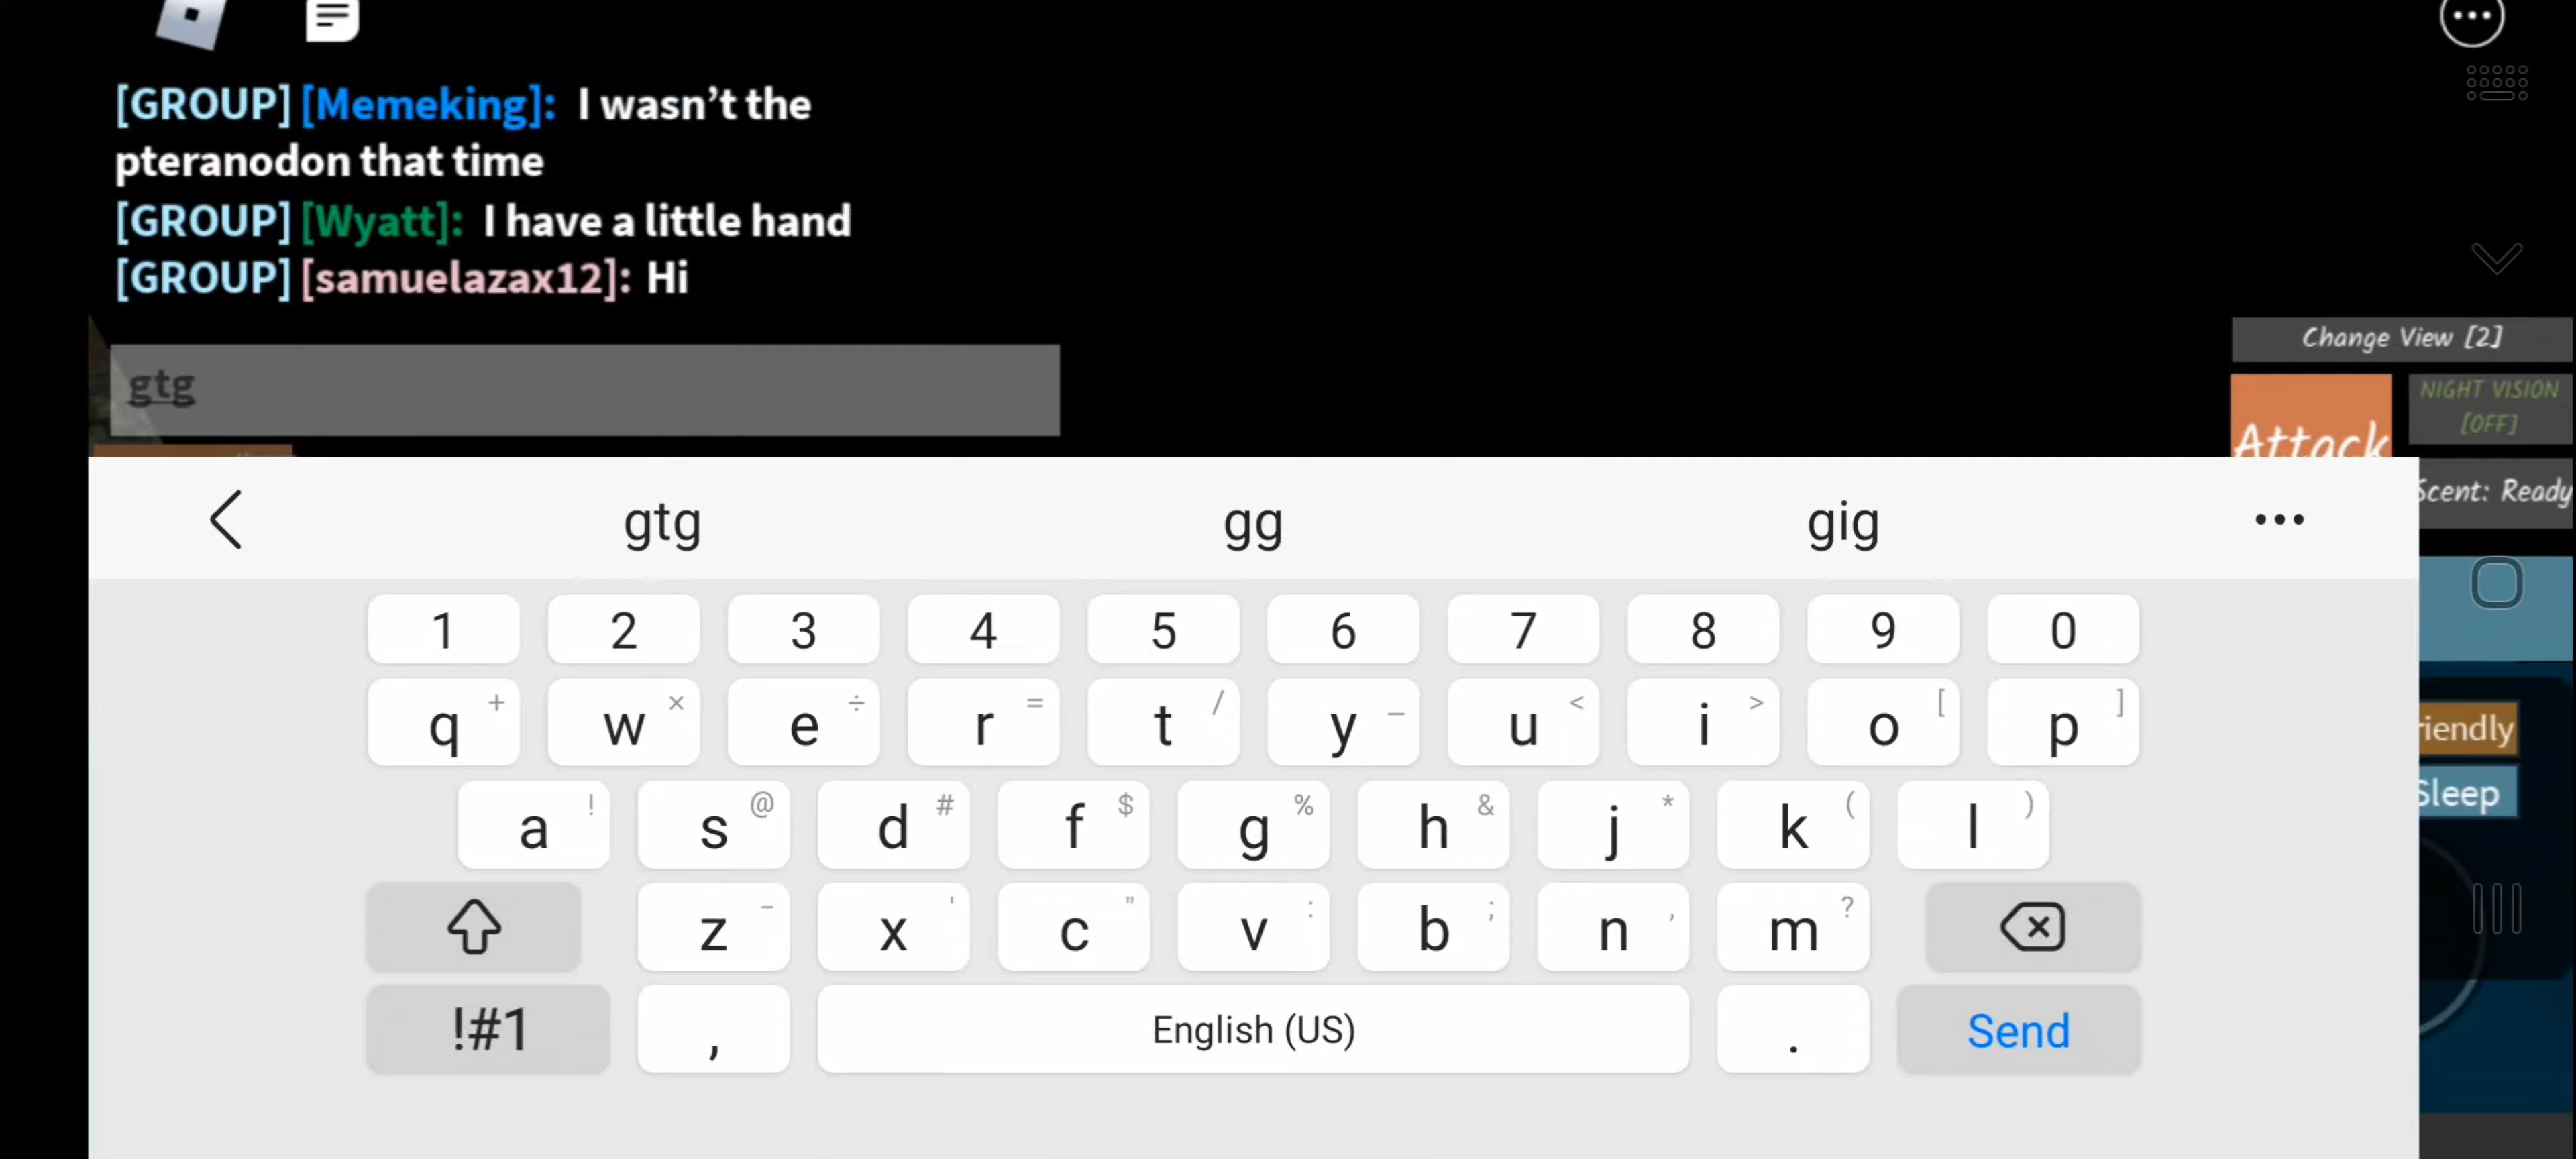 [GROUP] [Memeking]: I wasn’t the
pteranodon that time
[GROUP] [Wyatt]: I have a little hand
[GROUP] [samuelazax12]: Hi
gtg
Change View [2]
NIGHT VISION
[OFF]
Attack
Scent: Ready
gtg gg gig
1 2 3 4 5 6 7 8 9 0
q + w × e ÷ r = t / y _ u < i > o [ p ]
a ! s @ d # f $ g % h & j * k ( l )
z - x ' c " v : b ; n , m ?
!#1 , English (US) . Send
riendly
Sleep